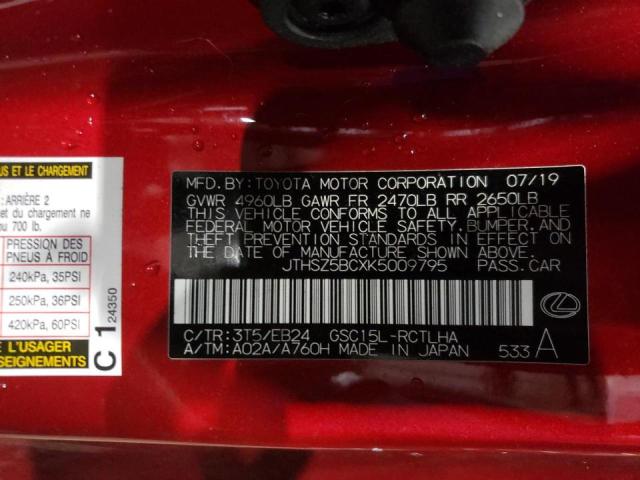 US ET LE CHARGEMENT
:ARRIÈRE 2
et du chargement ne
ou 700 lb.
PRESSION DES
PNEUS À FROID
240kPa, 35PSI
250kPa, 36PSI
420kPa, 60PSI
L'USAGER
SEIGNEMENTS
C1
24350
MFD.BY:TOYOTA MOTOR CORPORATION 07/19
GVWR 4960LB GAWR FR 2470LB RR 2650LB
THIS VEHICLE CONFORMS TO ALL APPLICABLE
FEDERAL MOTOR VEHICLE SAFETY,BUMPER,AND
THEFT PREVENTION STANDARDS IN EFFECT ON
THE DATE OF MANUFACTURE SHOWN ABOVE.
JTHSZ5BCXK5009795 PASS.CAR
C/TR:3T5/EB24 GSC15L-RCTLHA
A/TM:A02A/A760H MADE IN JAPAN 533 A